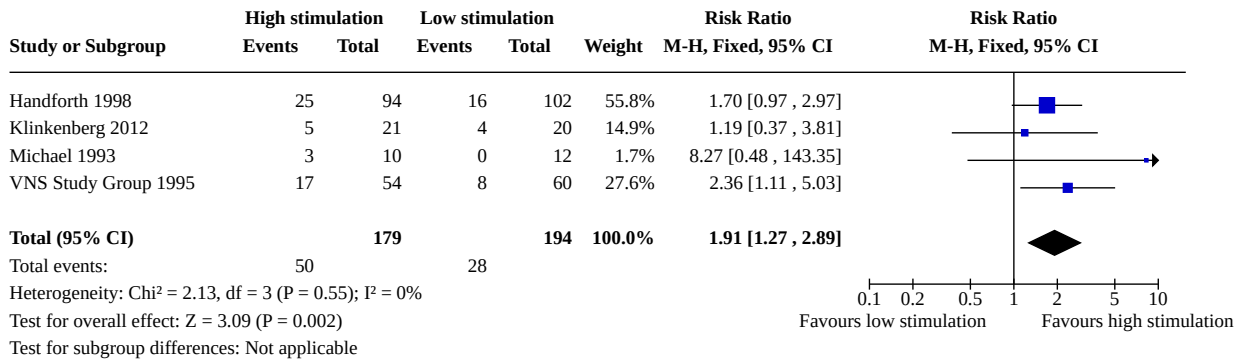 High stimulation Low stimulation Risk Ratio Risk Ratio
Study or Subgroup Events Total Events Total Weight M-H, Fixed, 95% CI M-H, Fixed, 95% CI
Handforth 1998 25 94 16 102 55.8% 1.70 [0.97 , 2.97]
Klinkenberg 2012 5 21 4 20 14.9% 1.19 [0.37 , 3.81]
Michael 1993 3 10 0 12 1.7% 8.27 [0.48 , 143.35]
VNS Study Group 1995 17 54 8 60 27.6% 2.36 [1.11 , 5.03]
Total (95% CI) 179 194 100.0% 1.91 [1.27 , 2.89]
Total events: 50 28
Heterogeneity: Chi² = 2.13, df = 3 (P = 0.55); I² = 0%
0.1 0.2 0.5 1 2 5 10
Test for overall effect: Z = 3.09 (P = 0.002) Favours low stimulation Favours high stimulation
Test for subgroup differences: Not applicable